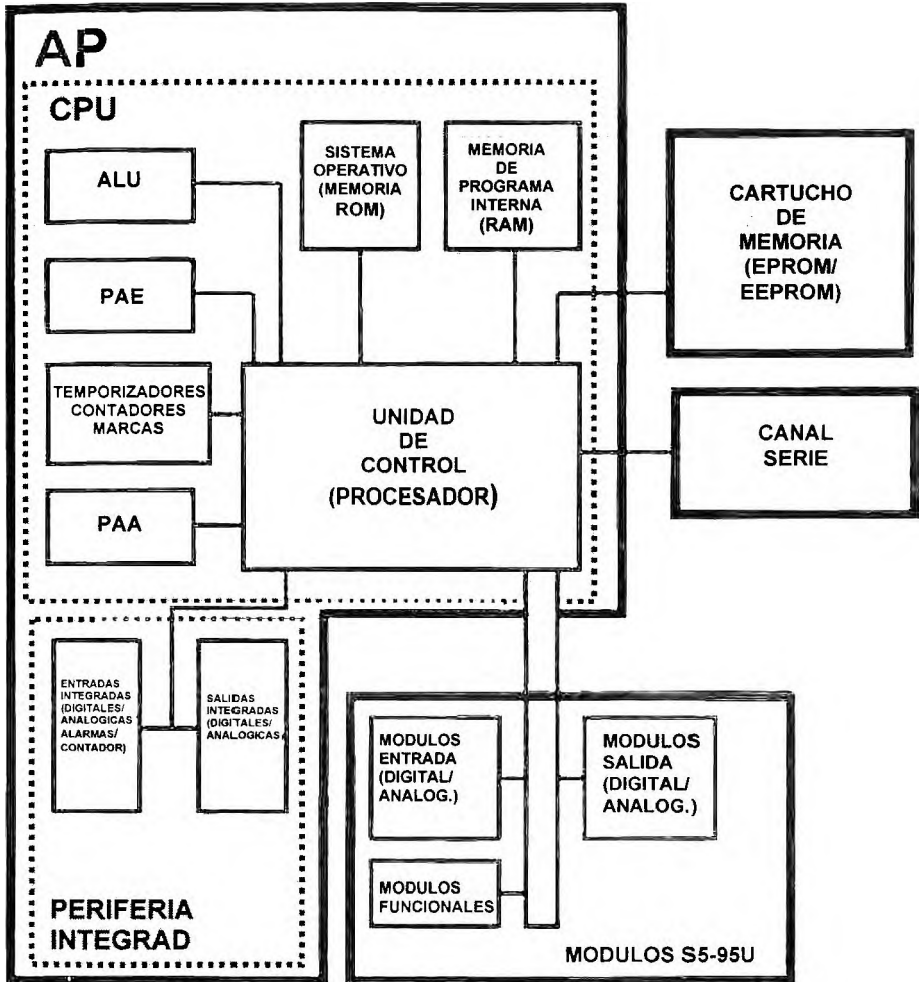 AP
CPU
ALU
PAE
TEMPORIZADORES
CONTADORES
MARCAS
PAA
SISTEMA
OPERATIVO
(MEMORIA
ROM)
MEMORIA
DE
PROGRAMA
INTERNA
(RAM)
UNIDAD
DE
CONTROL
(PROCESADOR)
CARTUCHO
DE
MEMORIA
(EPROM/
EEPROM)
CANAL
SERIE
ENTRADAS
INTEGRADAS
(DIGITALES/
ANALOGICAS
ALARMAS/
CONTADOR)
SALIDAS
INTEGRADAS
(DIGITALES/
ANALOGICAS
PERIFERIA
INTEGRAD
MODULOS
ENTRADA
(DIGITAL/
ANALOG.)
MODULOS
SALIDA
(DIGITAL/
ANALOG.)
MODULOS
FUNCIONALES
MODULOS S5-95U